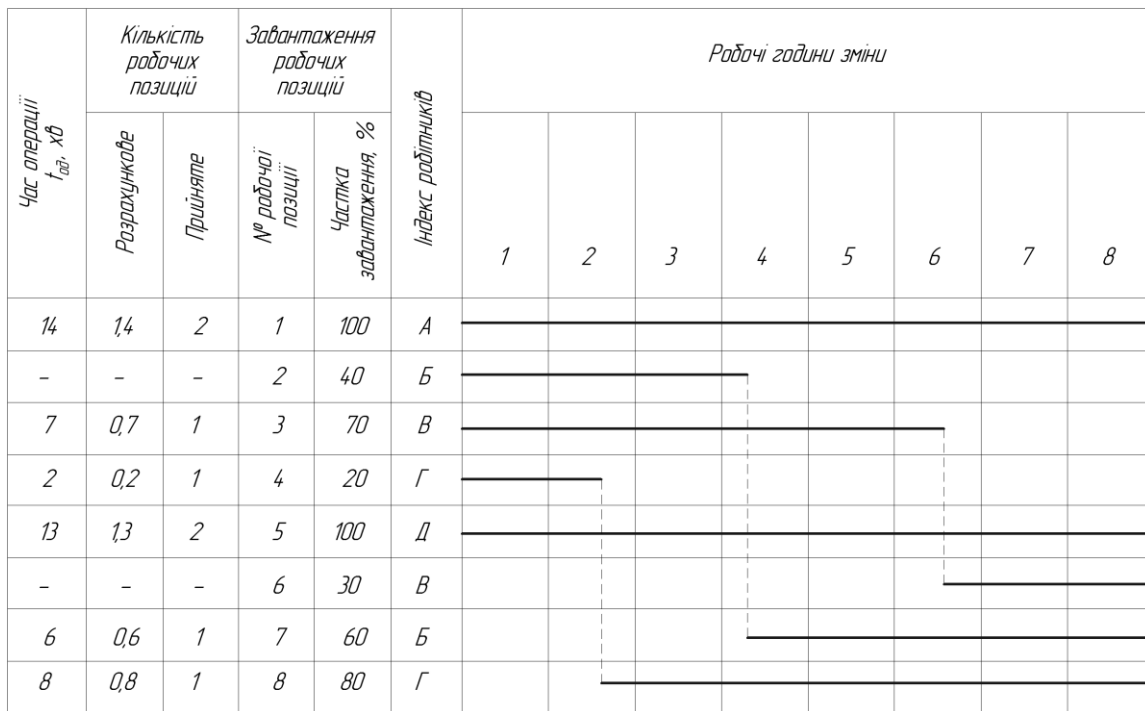 Час операції
tод, хв
Кількість
робочих
позицій
Розрахункове
Прийняте
Завантаження
робочих
позицій
№ робочої
позиції
Частка
завантаження, %
Індекс робітників
Робочі години зміни
1 2 3 4 5 6 7 8
14 1,4 2 1 100 А
– – – 2 40 Б
7 0,7 1 3 70 В
2 0,2 1 4 20 Г
13 1,3 2 5 100 Д
– – – 6 30 В
6 0,6 1 7 60 Б
8 0,8 1 8 80 Г